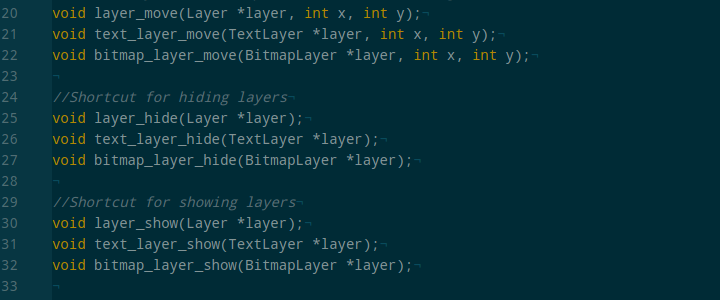 20 void layer_move(Layer *layer, int x, int y);¬
21 void text_layer_move(TextLayer *layer, int x, int y);¬
22 void bitmap_layer_move(BitmapLayer *layer, int x, int y);¬
23 ¬
24 //Shortcut for hiding layers¬
25 void layer_hide(Layer *layer);¬
26 void text_layer_hide(TextLayer *layer);¬
27 void bitmap_layer_hide(BitmapLayer *layer);¬
28 ¬
29 //Shortcut for showing layers¬
30 void layer_show(Layer *layer);¬
31 void text_layer_show(TextLayer *layer);¬
32 void bitmap_layer_show(BitmapLayer *layer);¬
33 ¬